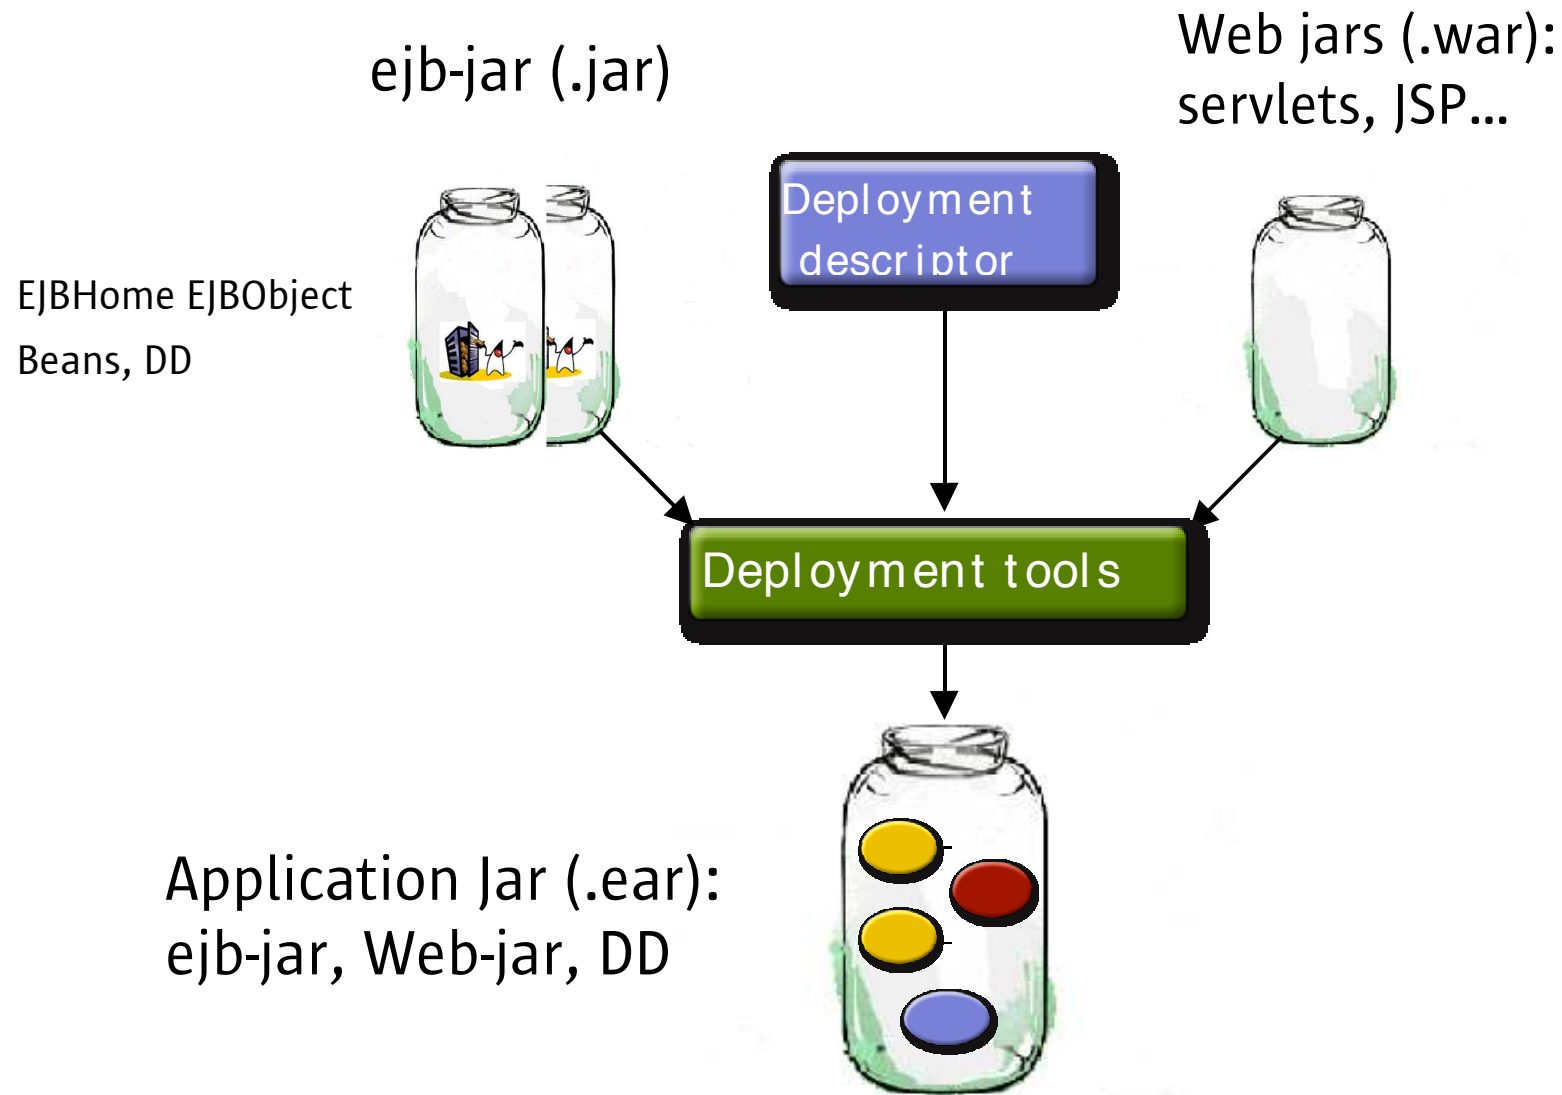 ejb-jar (.jar)
Web jars (.war):
servlets, JSP...
Deployment
descriptor
EJBHome EJBObject
Beans, DD
Deployment tools
Application Jar (.ear):
ejb-jar, Web-jar, DD